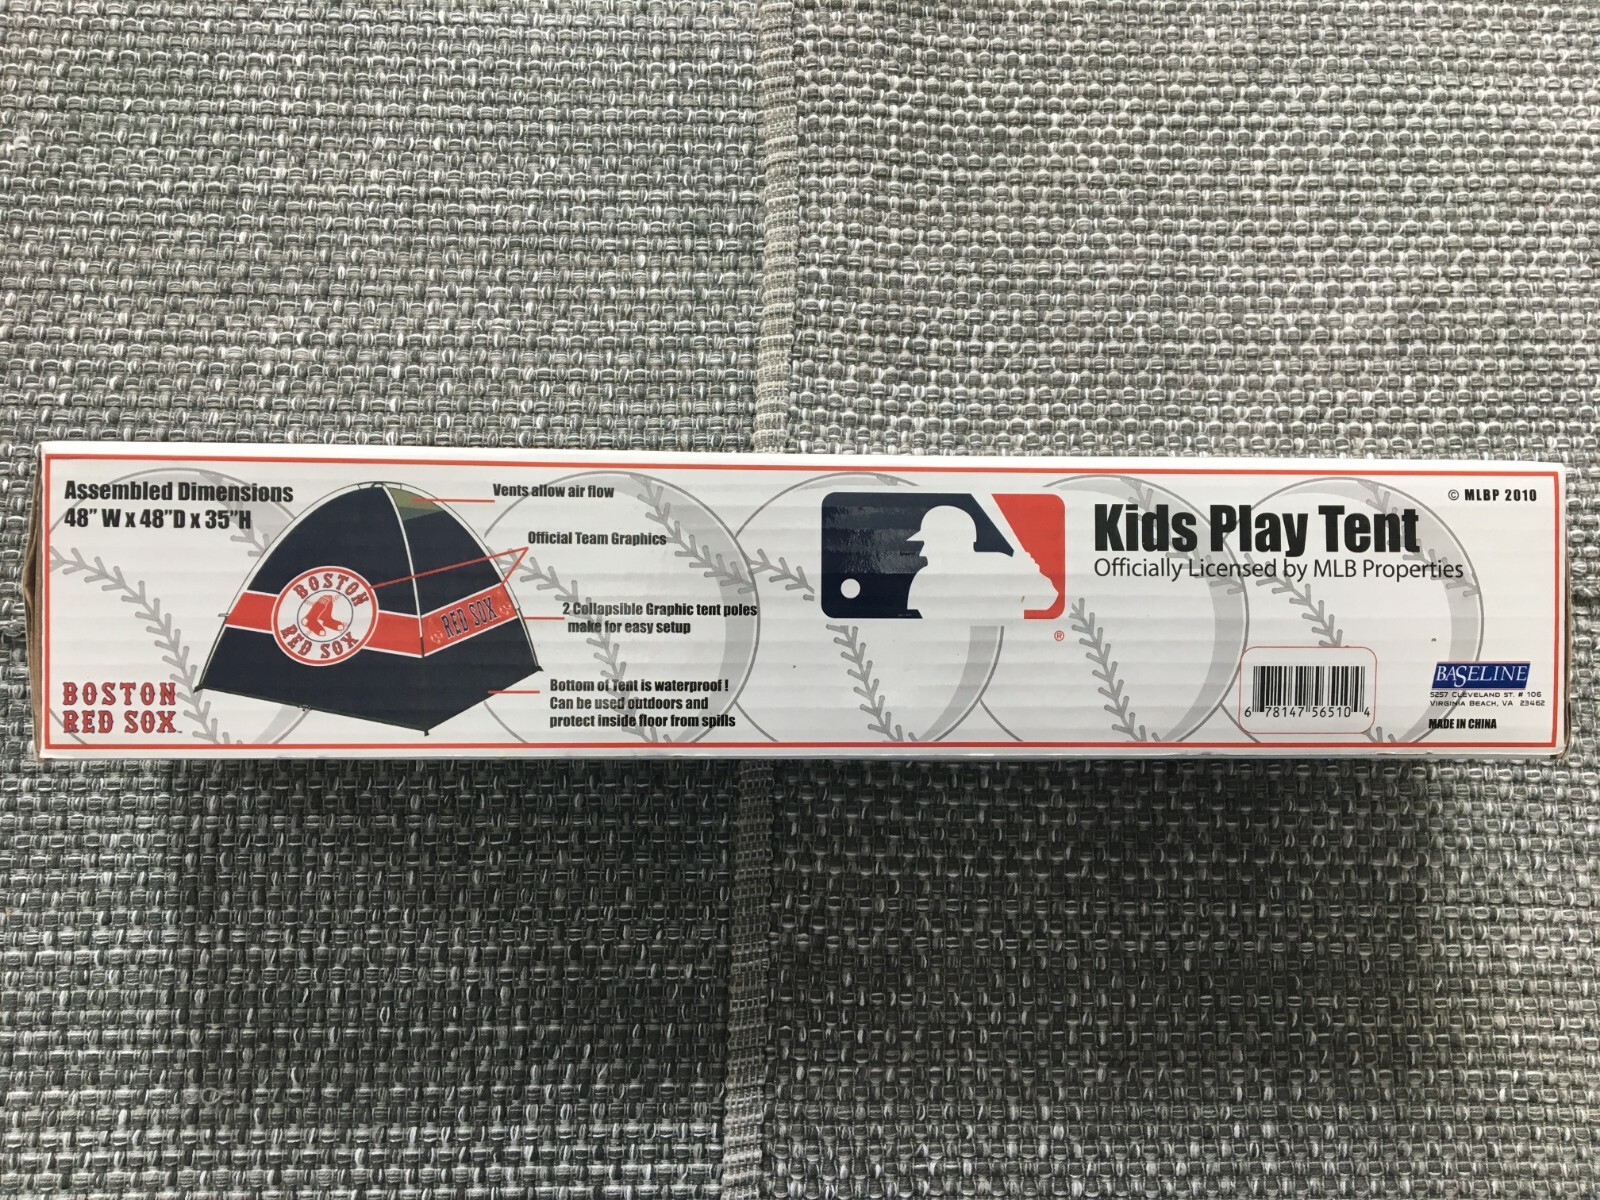 Assembled Dimensions
48" W x 48"D x 35"H
Vents allow air flow
Official Team Graphics
2 Collapsible Graphic tent poles
make for easy setup
Bottom of Tent is waterproof !
Can be used outdoors and
protect inside floor from spills
BOSTON
RED SOX
RED SOX
BOSTON
RED SOX™
®
Kids Play Tent
Officially Licensed by MLB Properties
© MLBP 2010
6 78147 56510 4
BASELINE
5257 CLEVELAND ST. # 106
VIRGINIA BEACH, VA 23462
MADE IN CHINA